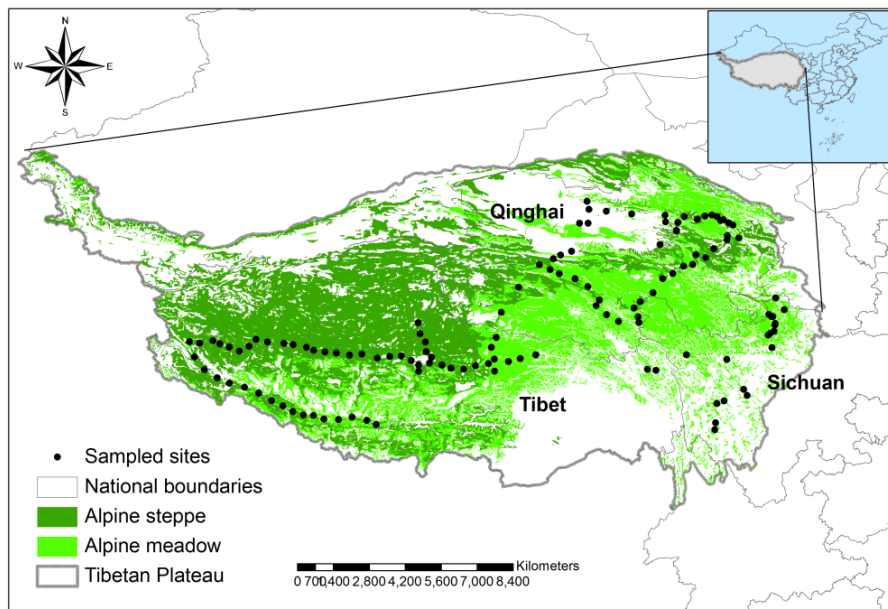 N
W E
S
Qinghai
Tibet
Sichuan
Sampled sites
National boundaries
Alpine steppe
Alpine meadow
Tibetan Plateau
Kilometers
0 700 1,400 2,800 4,200 5,600 7,000 8,400